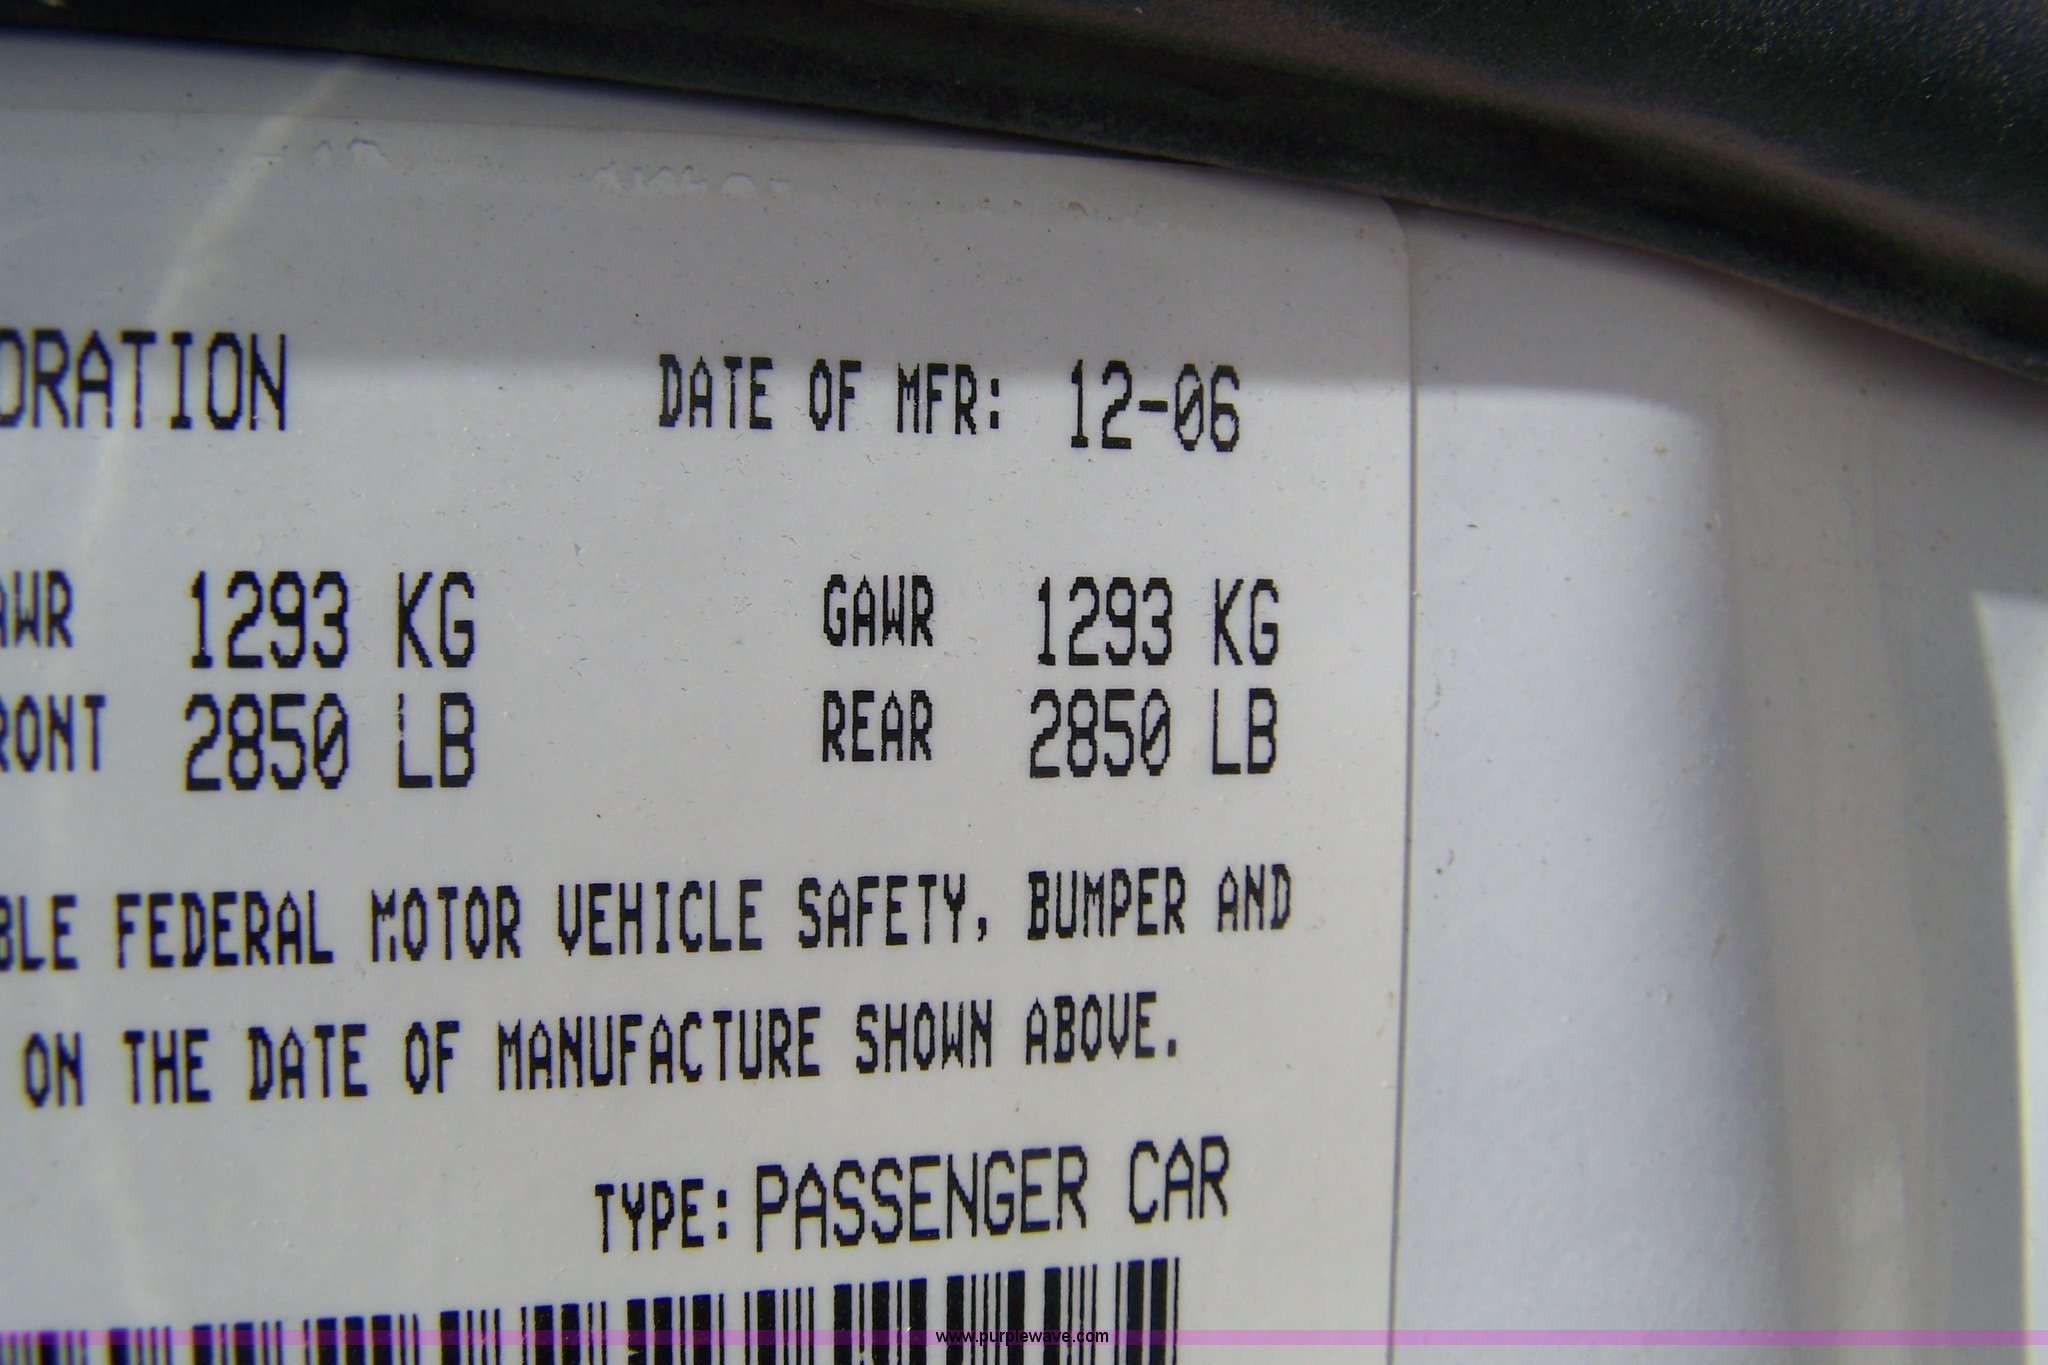 ORATION DATE OF MFR: 12-06
AWR 1293 KG GAWR 1293 KG
RONT 2850 LB REAR 2850 LB
BLE FEDERAL MOTOR VEHICLE SAFETY, BUMPER AND
ON THE DATE OF MANUFACTURE SHOWN ABOVE.
TYPE: PASSENGER CAR
www.purplewave.com